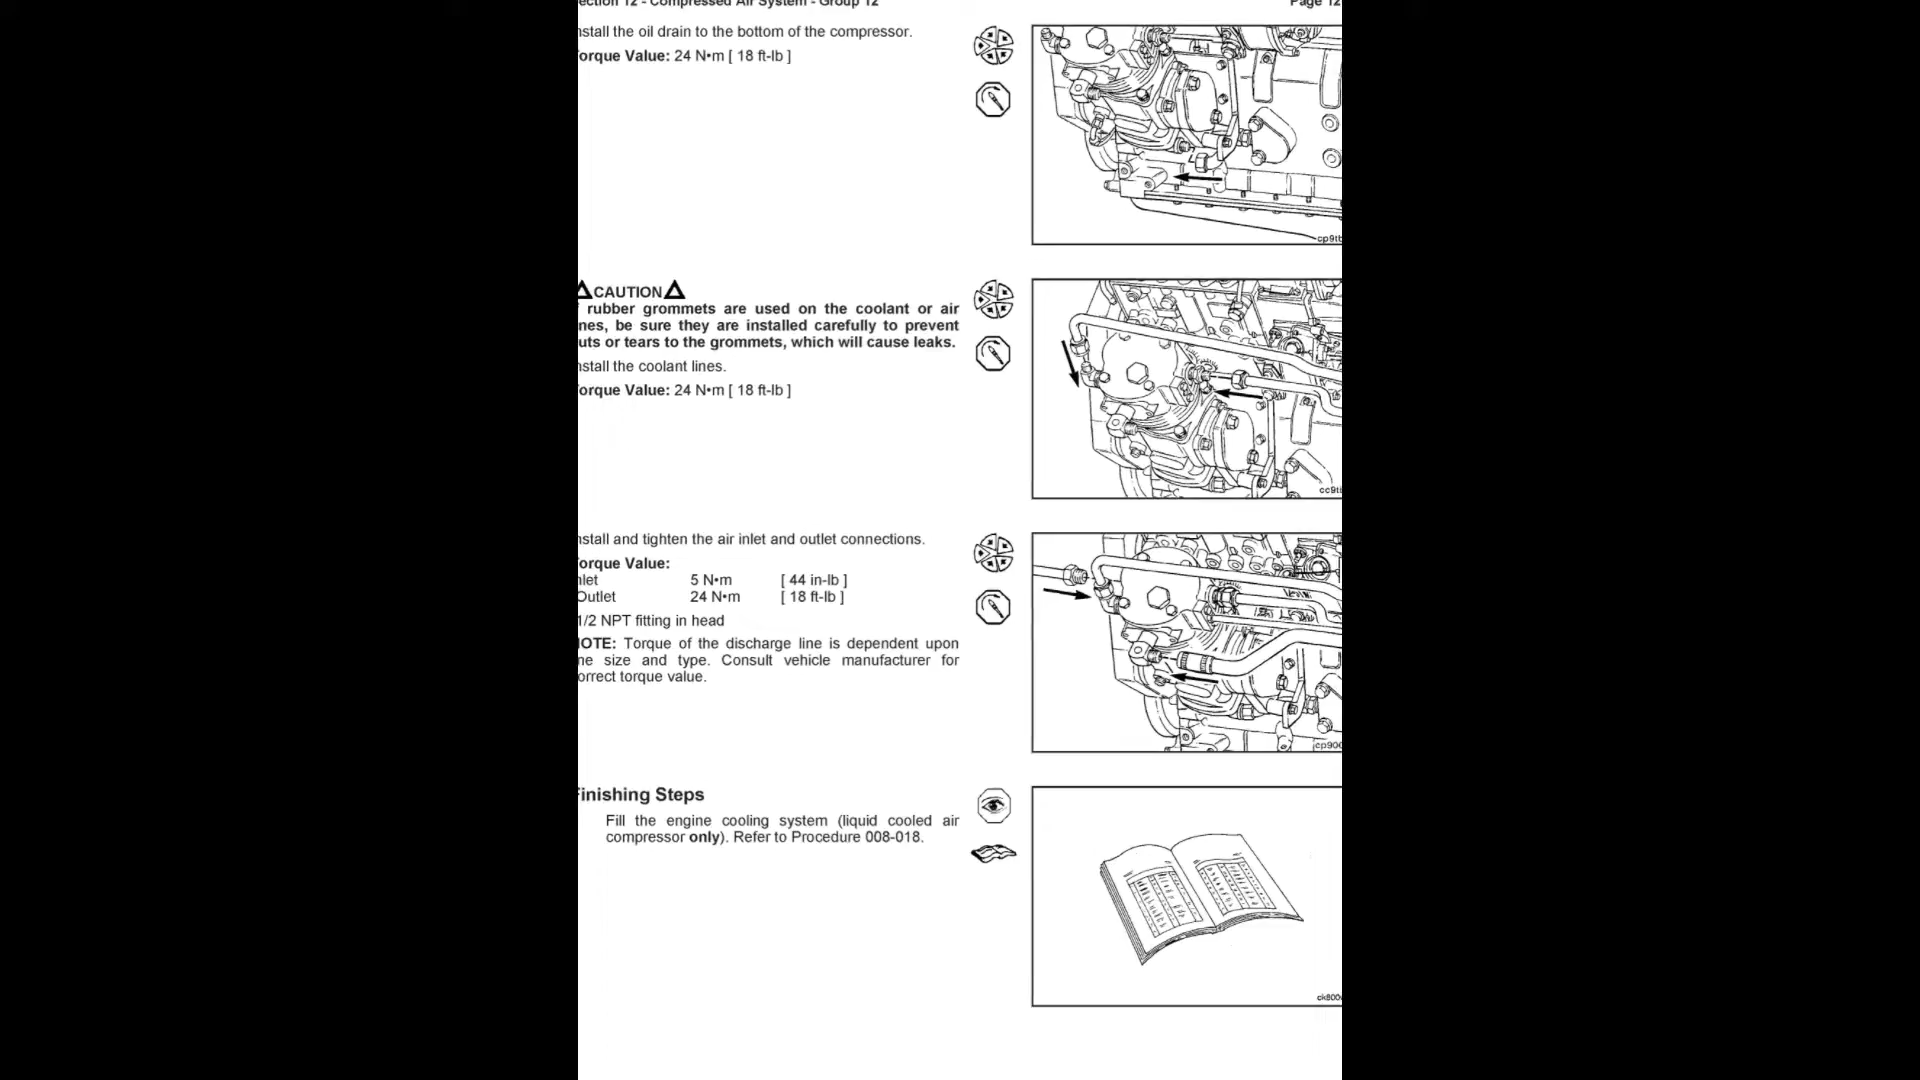 ection 12 - Compressed Air System - Group 12
Page 12
nstall the oil drain to the bottom of the compressor.
orque Value: 24 N•m [ 18 ft-lb ]
cp9tb
CAUTION
rubber grommets are used on the coolant or air
nes, be sure they are installed carefully to prevent
uts or tears to the grommets, which will cause leaks.
nstall the coolant lines.
orque Value: 24 N•m [ 18 ft-lb ]
cc9ti
nstall and tighten the air inlet and outlet connections.
orque Value:
nlet 5 N•m [ 44 in-lb ]
Outlet 24 N•m [ 18 ft-lb ]
1/2 NPT fitting in head
OTE: Torque of the discharge line is dependent upon
ne size and type. Consult vehicle manufacturer for
orrect torque value.
cp900
Finishing Steps
Fill the engine cooling system (liquid cooled air
compressor only). Refer to Procedure 008-018.
ck800